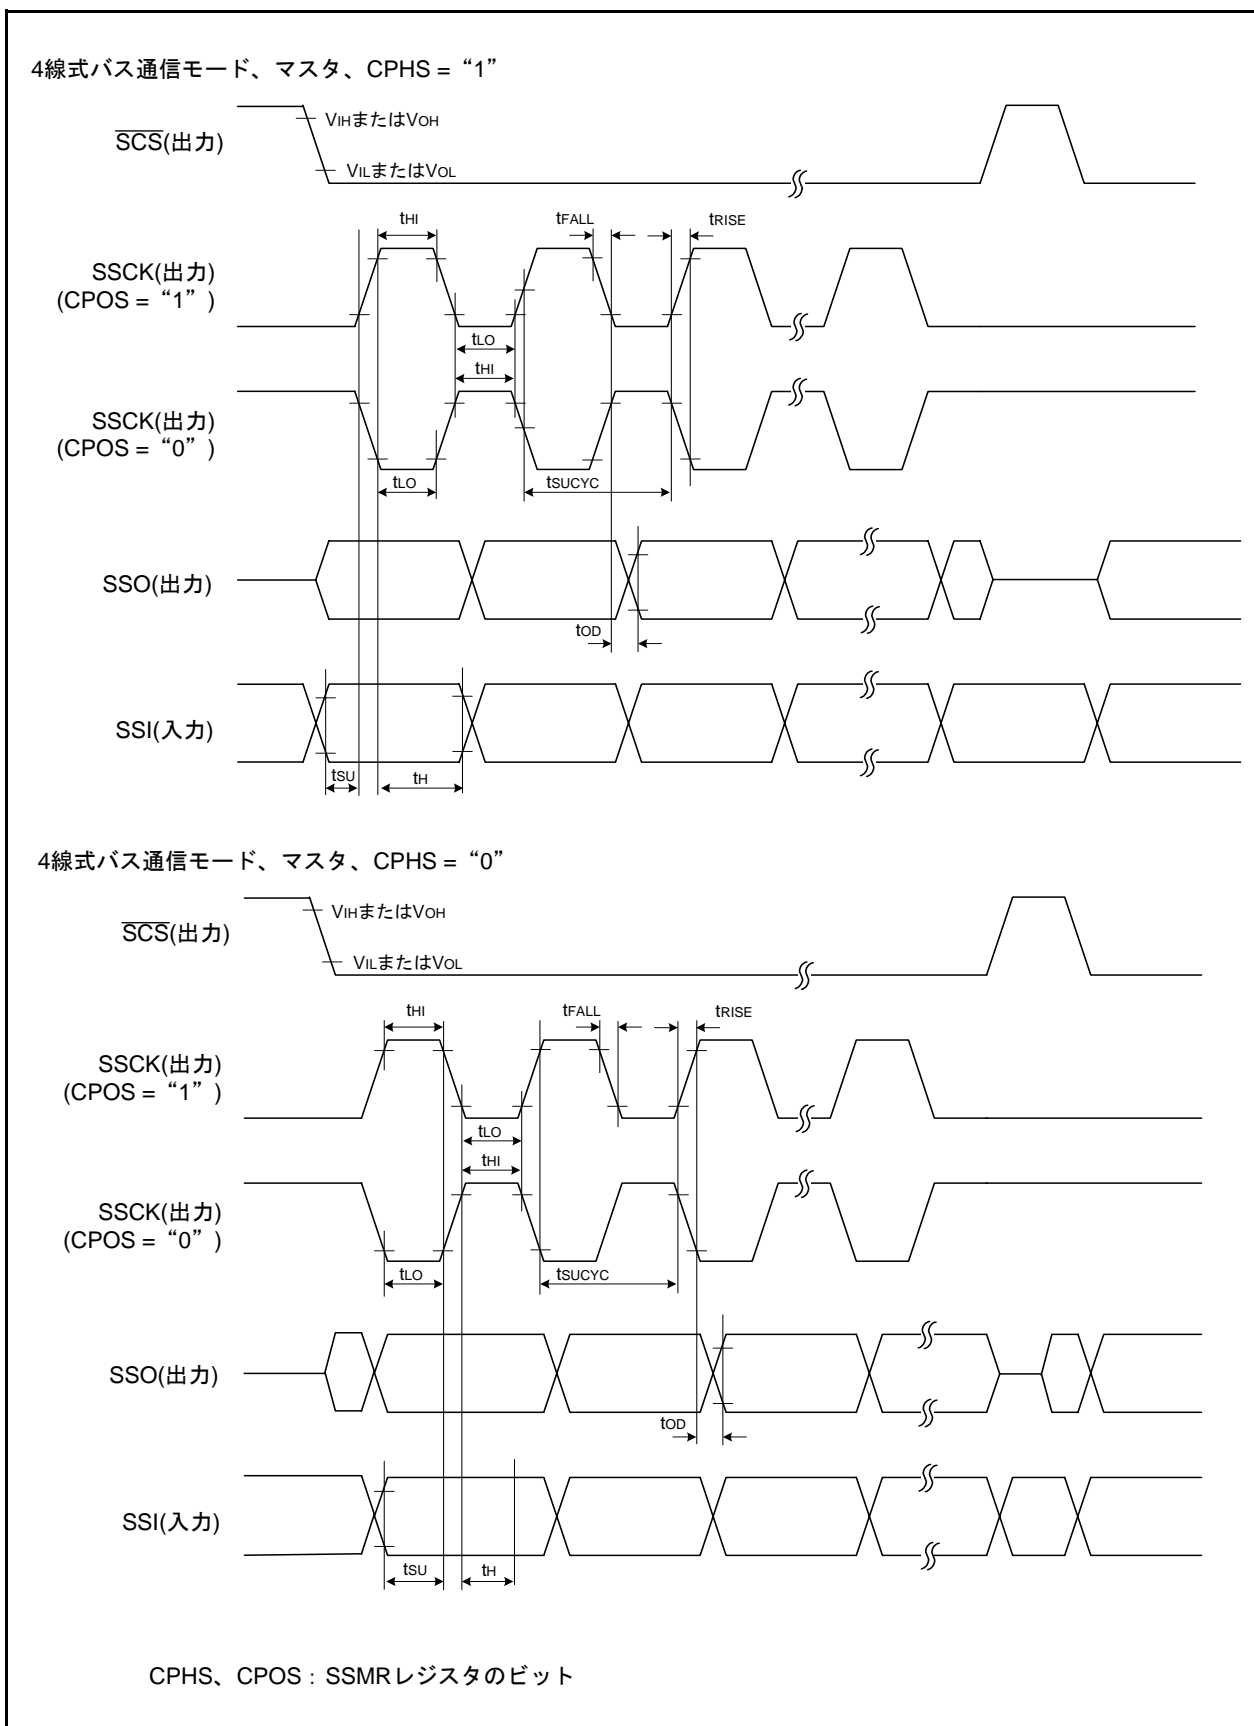 4線式バス通信モード、マスタ、CPHS = “1”
VIHまたはVOH
SCS(出力)
VILまたはVOL
tHI
tFALL
tRISE
SSCK(出力)
(CPOS = “1” )
tLO
tHI
SSCK(出力)
(CPOS = “0” )
tLO
tSUCYC
SSO(出力)
tOD
SSI(入力)
tSU
tH
4線式バス通信モード、マスタ、CPHS = “0”
VIHまたはVOH
SCS(出力)
VILまたはVOL
tHI
tFALL
tRISE
SSCK(出力)
(CPOS = “1” )
tLO
tHI
SSCK(出力)
(CPOS = “0” )
tLO
tSUCYC
SSO(出力)
tOD
SSI(入力)
tSU
tH
CPHS、CPOS : SSMRレジスタのビット